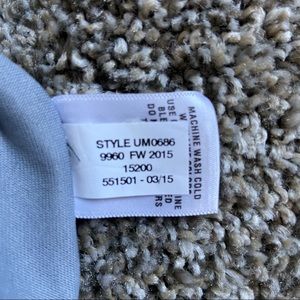 STYLE UM0686
9960 FW 2015
15200
551501 - 03/15
MACHINE WASH COLD